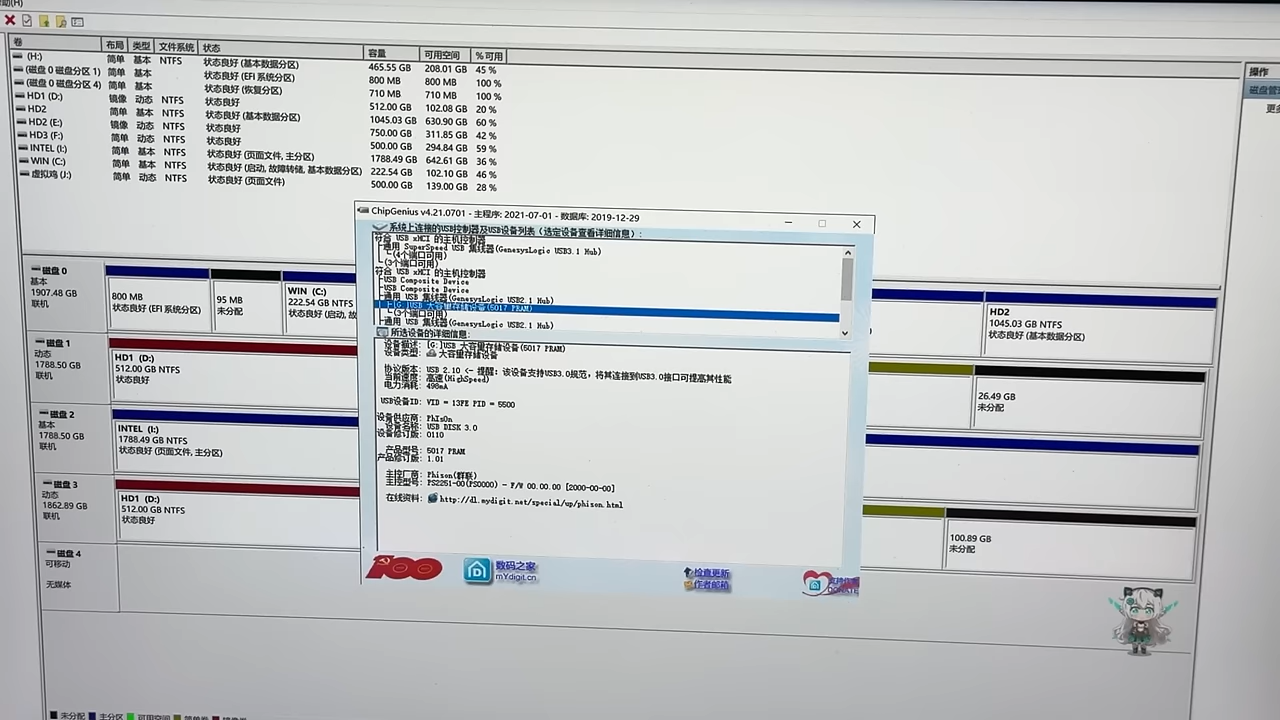 助(H)
卷 布局 类型 文件系统 状态 容量 可用空间 % 可用
(H:) 简单 基本 NTFS 状态良好 (基本数据分区) 465.55 GB 208.01 GB 45 %
(磁盘 0 磁盘分区 1) 简单 基本 状态良好 (EFI 系统分区) 800 MB 800 MB 100 %
(磁盘 0 磁盘分区 4) 简单 基本 状态良好 (恢复分区) 710 MB 710 MB 100 %
HD1 (D:) 镜像 动态 NTFS 状态良好 512.00 GB 102.08 GB 20 %
HD2 简单 基本 NTFS 状态良好 (基本数据分区) 1045.03 GB 630.90 GB 60 %
HD2 (E:) 镜像 动态 NTFS 状态良好 750.00 GB 311.85 GB 42 %
HD3 (F:) 简单 动态 NTFS 状态良好 500.00 GB 294.84 GB 59 %
INTEL (I:) 简单 基本 NTFS 状态良好 (页面文件, 主分区) 1788.49 GB 642.61 GB 36 %
WIN (C:) 简单 基本 NTFS 状态良好 (启动, 故障转储, 基本数据分区) 222.54 GB 102.10 GB 46 %
虚拟鸡 (J:) 简单 动态 NTFS 状态良好 (页面文件) 500.00 GB 139.00 GB 28 %
操作
磁盘管
更多
磁盘 0
基本
1907.48 GB
联机
800 MB
状态良好 (EFI 系统分区)
95 MB
未分配
WIN (C:)
222.54 GB NTFS
状态良好 (启动, 故
HD2
1045.03 GB NTFS
状态良好 (基本数据分区)
磁盘 1
动态
1788.50 GB
联机
HD1 (D:)
512.00 GB NTFS
状态良好
26.49 GB
未分配
磁盘 2
基本
1788.50 GB
联机
INTEL (I:)
1788.49 GB NTFS
状态良好 (页面文件, 主分区)
磁盘 3
动态
1862.89 GB
联机
HD1 (D:)
512.00 GB NTFS
状态良好
100.89 GB
未分配
磁盘 4
可移动
无媒体
未分配 主分区 可用空间 简单卷
ChipGenius v4.21.0701 - 主程序: 2021-07-01 - 数据库: 2019-12-29
系统上连接的USB控制器及USB设备列表（选定设备查看详细信息）:
符合 USB xHCI 的主机控制器
通用 SuperSpeed USB 集线器(GenesysLogic USB3.1 Hub)
(4个端口可用)
(3个端口可用)
符合 USB xHCI 的主机控制器
USB Composite Device
USB Composite Device
通用 USB 集线器(GenesysLogic USB2.1 Hub)
[G:]USB 大容量存储设备(5017 PRAM)
(3个端口可用)
通用 USB 集线器(GenesysLogic USB2.1 Hub)
所选设备的详细信息:
设备描述: [G:]USB 大容量存储设备(5017 PRAM)
设备类型: 大容量存储设备
协议版本: USB 2.10 <- 提醒: 该设备支持USB3.0规范，将其连接到USB3.0接口可提高其性能
当前速度: 高速(HighSpeed)
电力消耗: 498mA
USB设备ID: VID = 13FE PID = 5500
设备供应商: PhIsOn
设备名称: USB DISK 3.0
设备修订版: 0110
产品型号: 5017 PRAM
产品修订版: 1.01
主控厂商: Phison(群联)
主控型号: PS2251-00(PS0000) - F/W 00.00.00 [2000-00-00]
在线资料: http://dl.mydigit.net/special/up/phison.html
100
数码之家
mYdigit.cn
检查更新
作者邮箱
DONATE